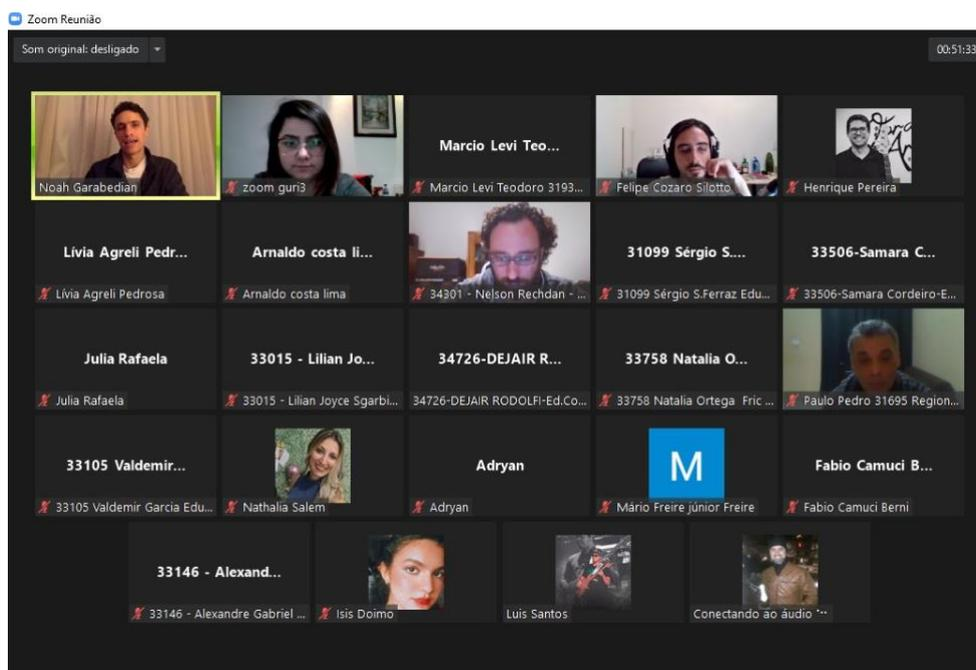 Zoom Reunião
Som original: desligado
00:51:33
Noah Garabedian
zoom guri3
Marcio Levi Teo...
Marcio Levi Teodoro 3193...
Felipe Cozaro Silotto
Henrique Pereira
Lívia Agreli Pedr...
Lívia Agreli Pedrosa
Arnaldo costa li...
Arnaldo costa lima
34301 - Nelson Rechdan - ...
31099 Sérgio S....
31099 Sérgio S.Ferraz Edu...
33506-Samara C...
33506-Samara Cordeiro-E...
Julia Rafaela
Julia Rafaela
33015 - Lilian Jo...
33015 - Lilian Joyce Sgarbi...
34726-DEJAIR R...
34726-DEJAIR RODOLFI-Ed.Co...
33758 Natalia O...
33758 Natalia Ortega Fric ...
Paulo Pedro 31695 Region...
33105 Valdemir...
33105 Valdemir Garcia Edu...
Nathalia Salem
Adryan
Adryan
M
Mário Freire júnior Freire
Fabio Camuci B...
Fabio Camuci Berni
33146 - Alexand...
33146 - Alexandre Gabriel ...
Isis Doimo
Luis Santos
Conectando ao áudio ···